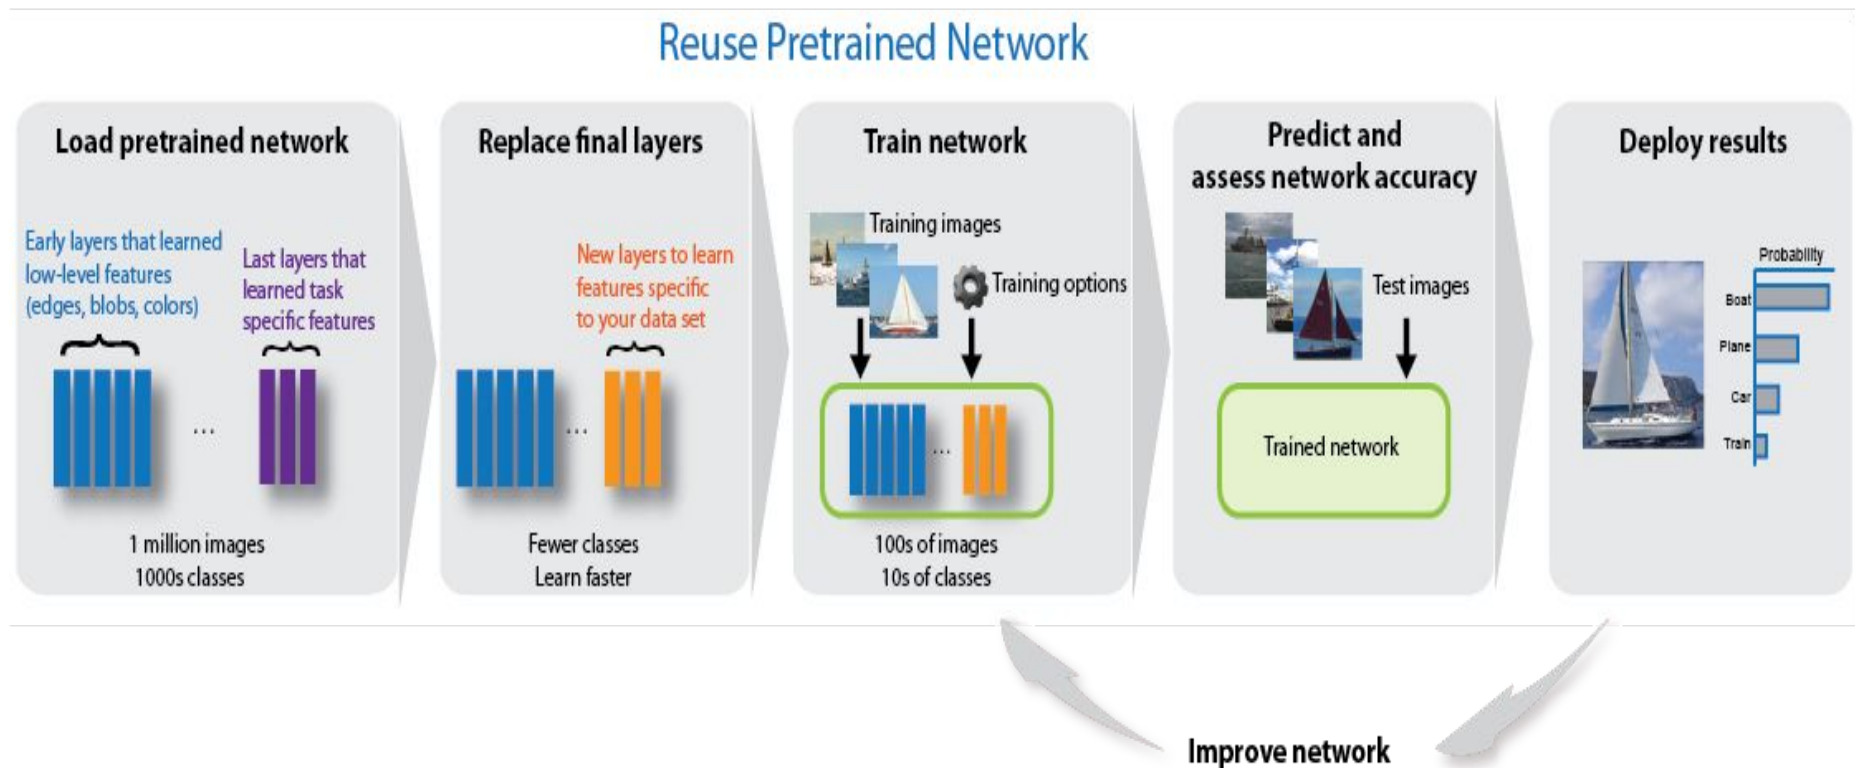 Reuse Pretrained Network
Load pretrained network
Early layers that learned
low-level features
(edges, blobs, colors)
Last layers that
learned task
specific features
...
1 million images
1000s classes
Replace final layers
New layers to learn
features specific
to your data set
...
Fewer classes
Learn faster
Train network
Training images
Training options
...
100s of images
10s of classes
Predict and
assess network accuracy
Test images
Trained network
Deploy results
Probability
Boat
Plane
Car
Train
Improve network